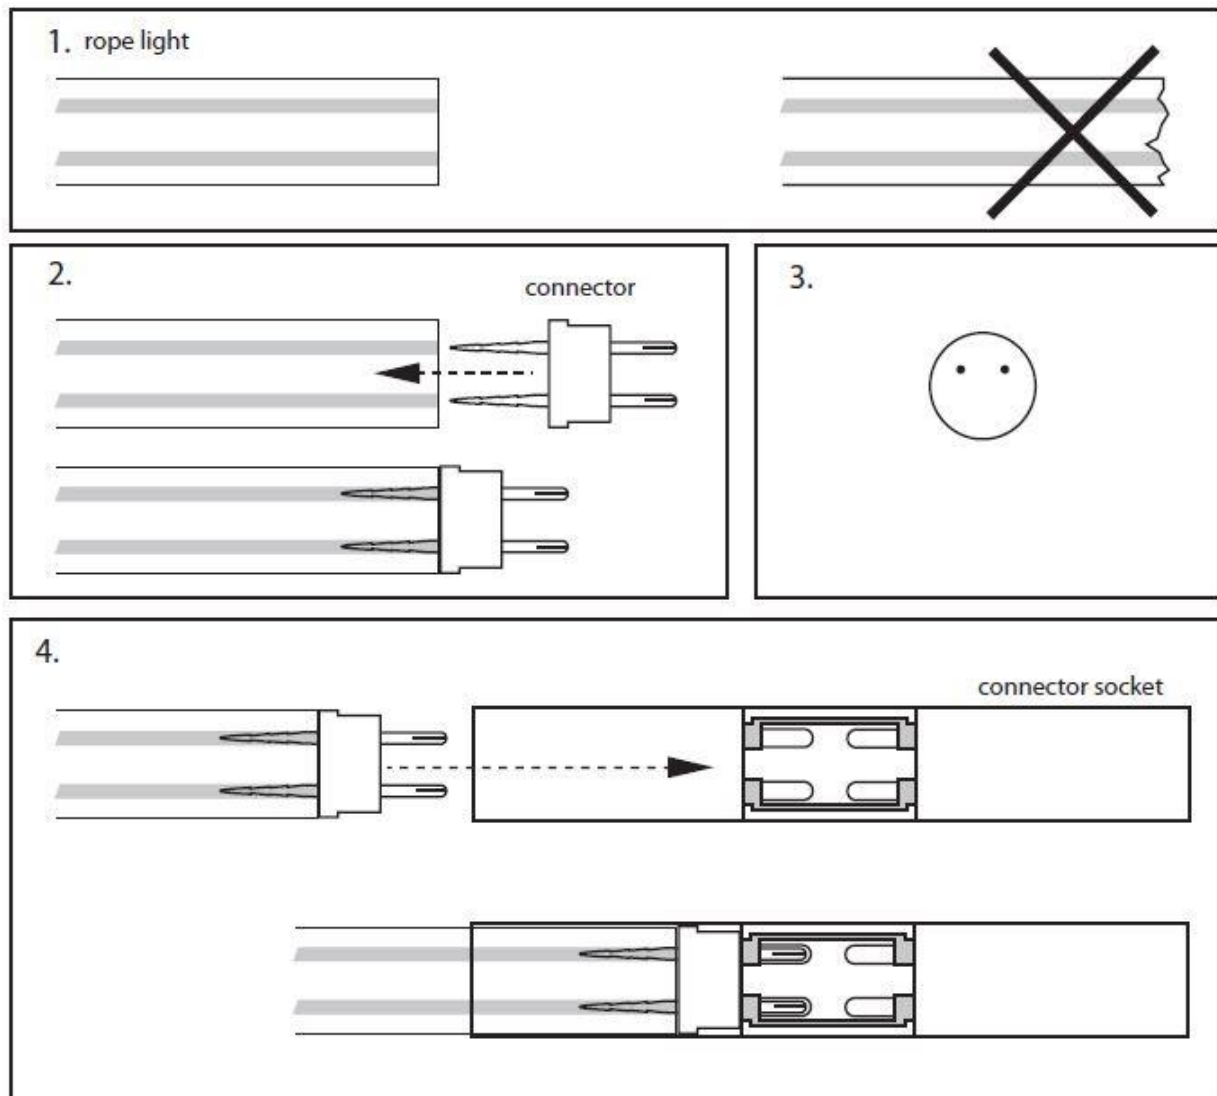 1. rope light
2.
connector
3.
4.
connector socket